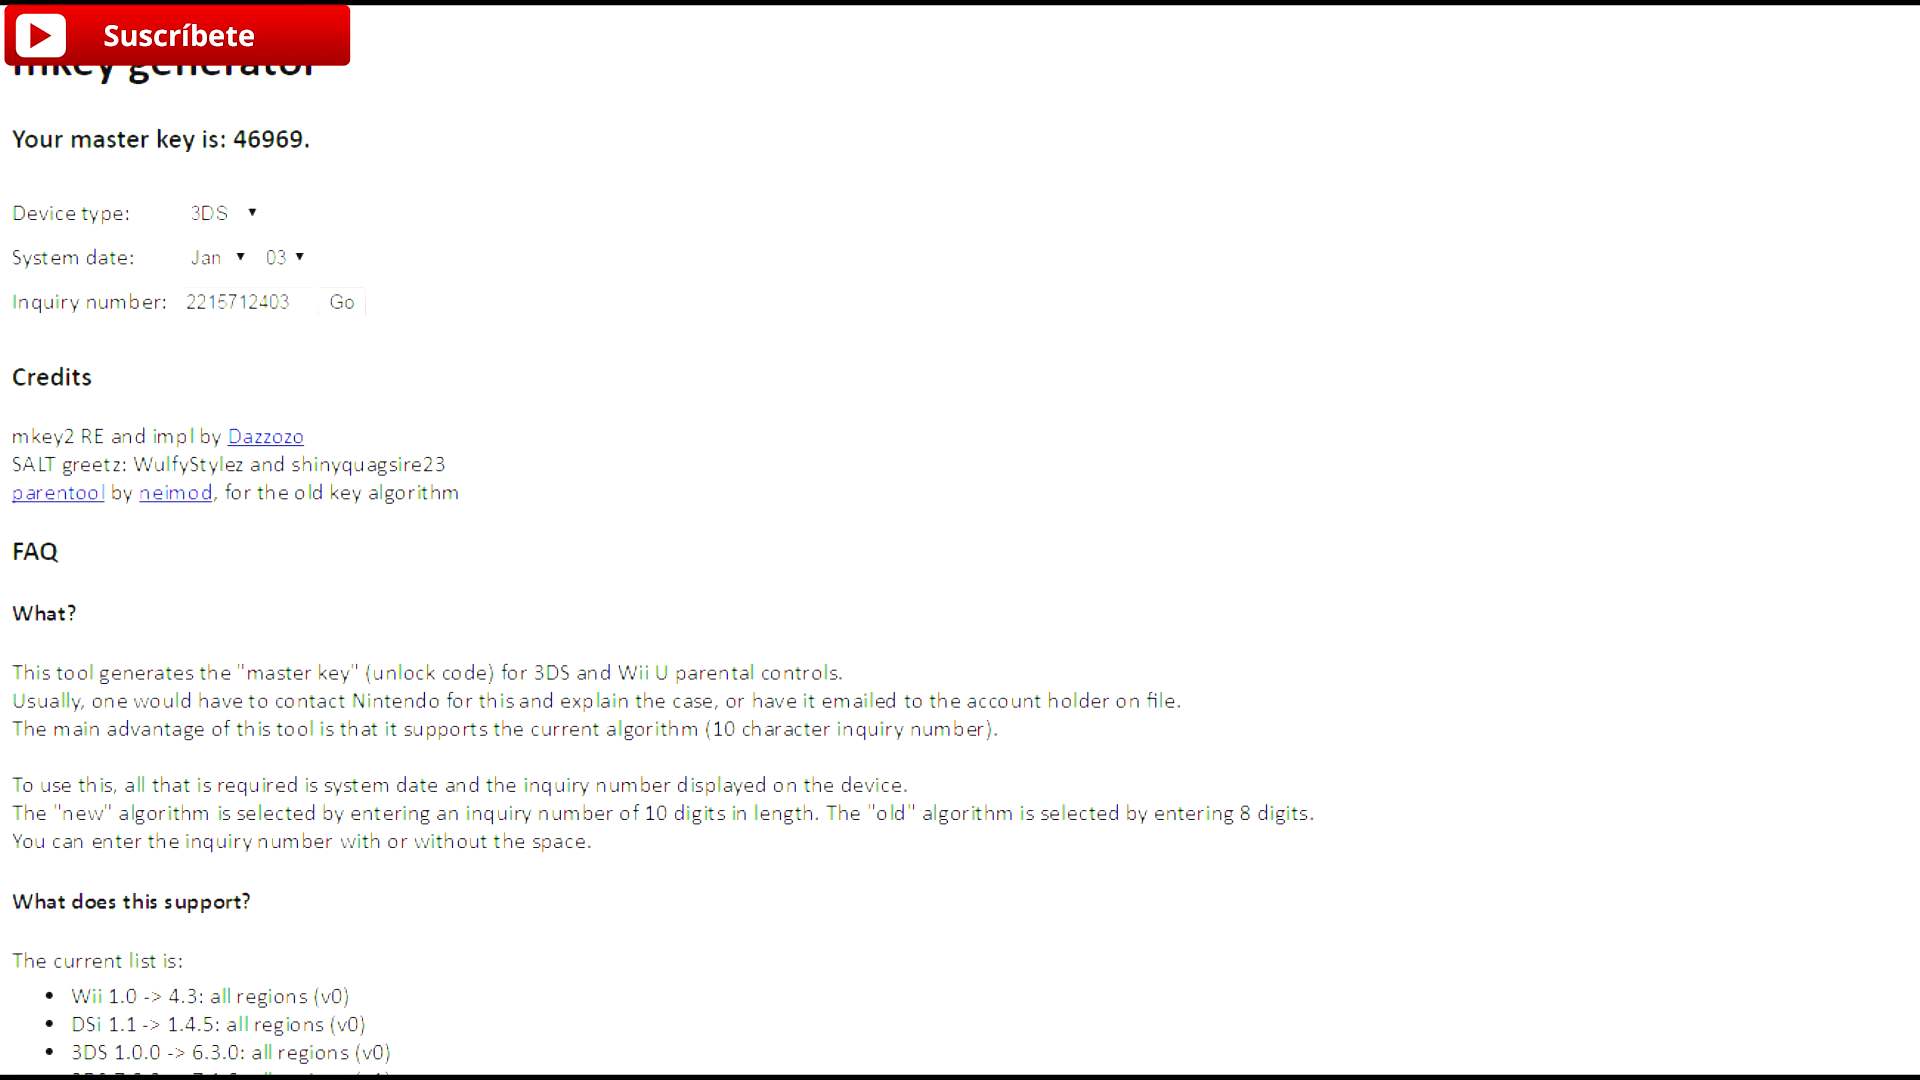 Suscríbete
mkey generator
Your master key is: 46969.
Device type: 3DS
System date: Jan 03
Inquiry number: 2215712403 Go
Credits
mkey2 RE and impl by Dazzozo
SALT greetz: WulfyStylez and shinyquagsire23
parentool by neimod, for the old key algorithm
FAQ
What?
This tool generates the "master key" (unlock code) for 3DS and Wii U parental controls.
Usually, one would have to contact Nintendo for this and explain the case, or have it emailed to the account holder on file.
The main advantage of this tool is that it supports the current algorithm (10 character inquiry number).
To use this, all that is required is system date and the inquiry number displayed on the device.
The "new" algorithm is selected by entering an inquiry number of 10 digits in length. The "old" algorithm is selected by entering 8 digits.
You can enter the inquiry number with or without the space.
What does this support?
The current list is:
• Wii 1.0 -> 4.3: all regions (v0)
• DSi 1.1 -> 1.4.5: all regions (v0)
• 3DS 1.0.0 -> 6.3.0: all regions (v0)